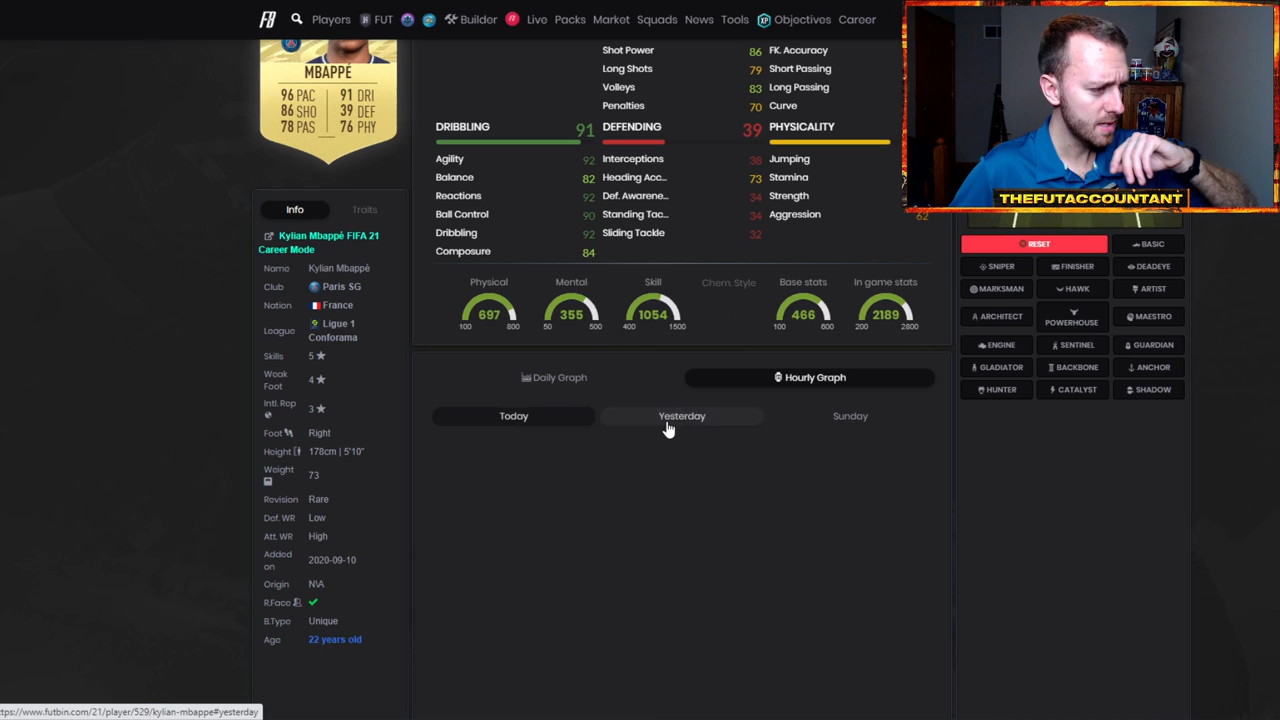 FB Players FUT Builder Live Packs Market Squads News Tools XP Objectives Career
MBAPPÉ
96 PAC 91 DRI
86 SHO 39 DEF
78 PAS 76 PHY
Shot Power 86 FK. Accuracy
Long Shots 79 Short Passing
Volleys 83 Long Passing
Penalties 70 Curve
DRIBBLING 91 DEFENDING 39 PHYSICALITY
Agility 92 Interceptions 38 Jumping
Balance 82 Heading Acc... 73 Stamina
Reactions 92 Def. Awarene... 34 Strength
Ball Control 90 Standing Tac... 34 Aggression 62
Dribbling 92 Sliding Tackle 32
Composure 84
THEFUTACCOUNTANT
Info Traits
Kylian Mbappé FIFA 21
Career Mode
Name Kylian Mbappé
Club Paris SG
Nation France
League Ligue 1
Conforama
Skills 5
Weak
Foot 4
Intl. Rep 3
Foot Right
Height 178cm | 5'10"
Weight 73
Revision Rare
Def. WR Low
Att. WR High
Added
on 2020-09-10
Origin N\A
R.Face
B.Type Unique
Age 22 years old
Physical Mental Skill Chem. Style Base stats In game stats
697 355 1054 466 2189
100 800 50 500 400 1500 100 600 200 2800
Daily Graph Hourly Graph
Today Yesterday Sunday
RESET BASIC
SNIPER FINISHER DEADEYE
MARKSMAN HAWK ARTIST
ARCHITECT POWERHOUSE MAESTRO
ENGINE SENTINEL GUARDIAN
GLADIATOR BACKBONE ANCHOR
HUNTER CATALYST SHADOW
ttps://www.futbin.com/21/player/529/kylian-mbappe#yesterday